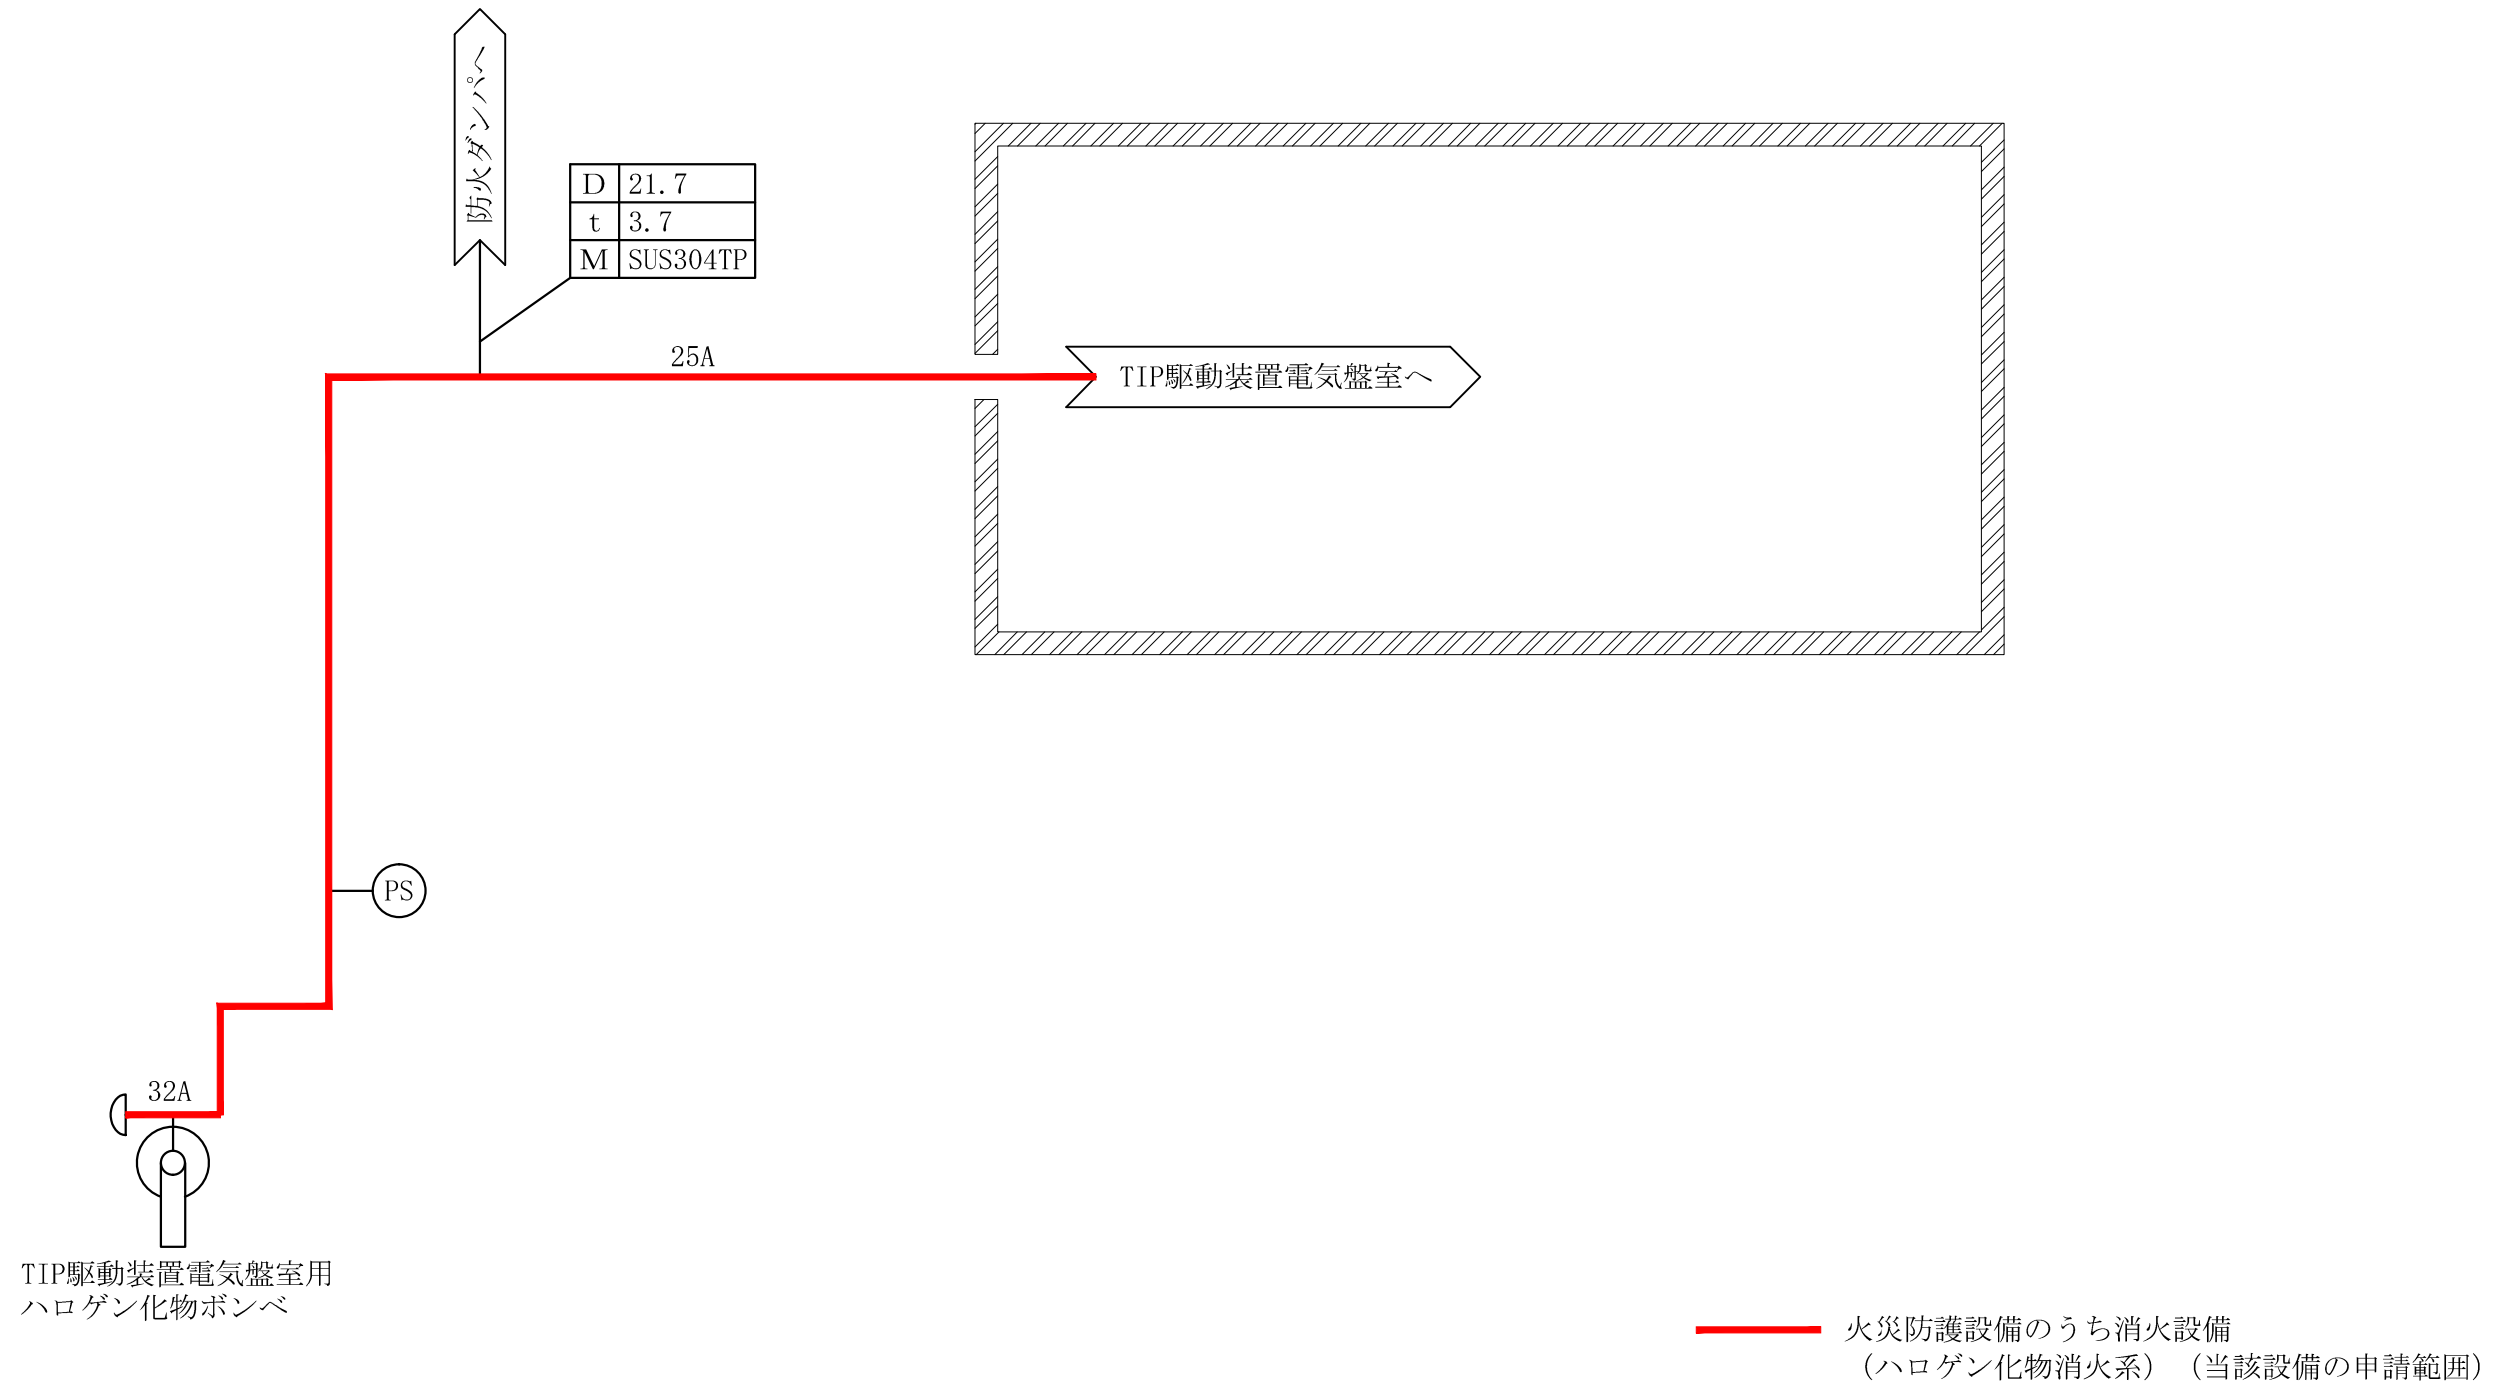 防火ダンパへ
D 21.7
t 3.7
M SUS304TP
25A
TIP駆動装置電気盤室へ
PS
32A
TIP駆動装置電気盤室用
ハロゲン化物ボンベ
火災防護設備のうち消火設備
(ハロゲン化物消火系) (当該設備の申請範囲)